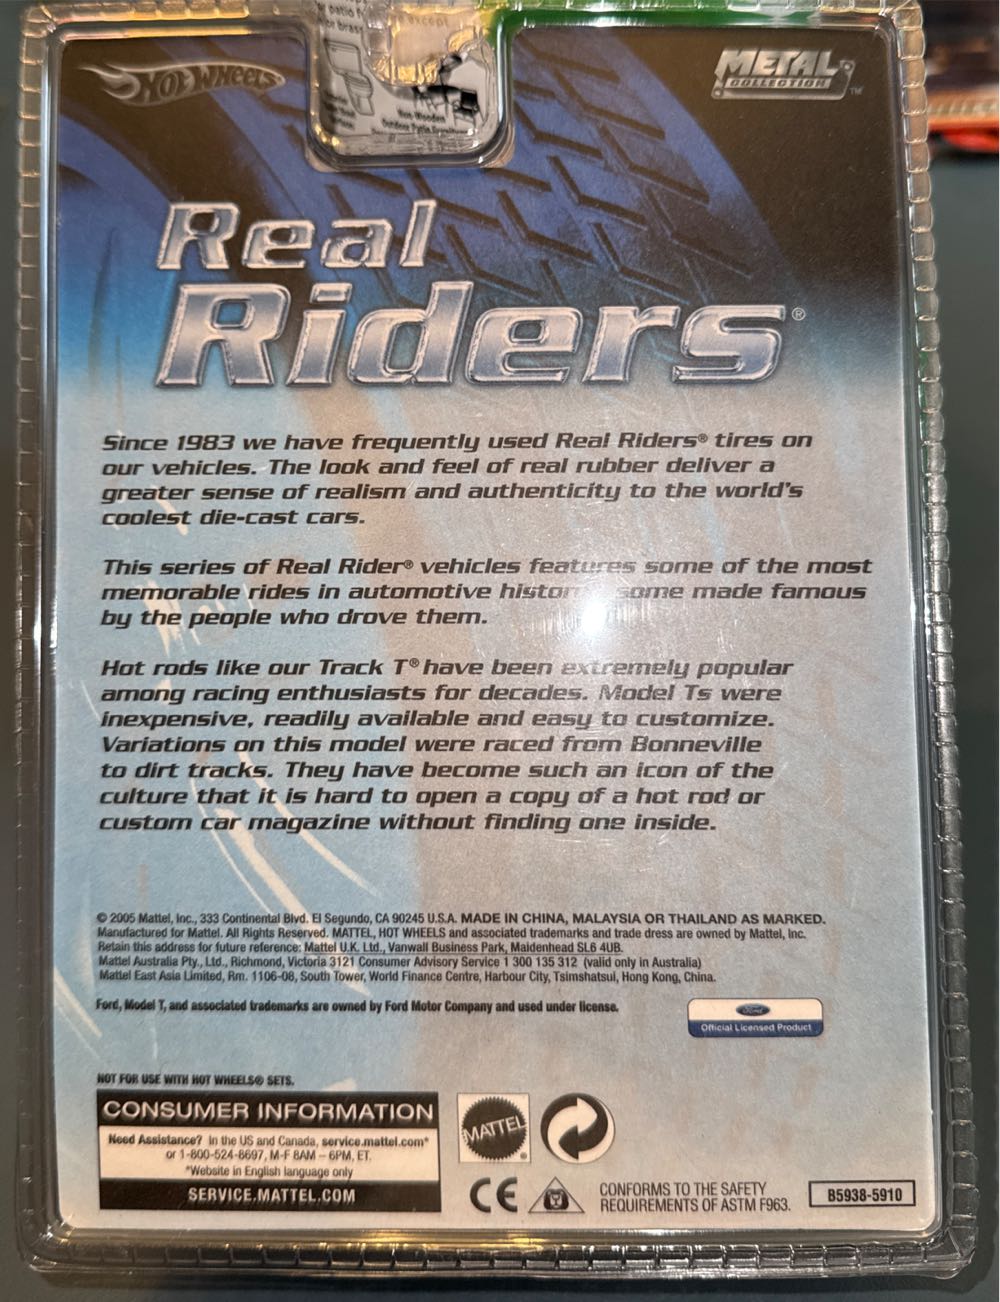 HOT WHEELS
METAL
COLLECTION™
Real
Riders®
Since 1983 we have frequently used Real Riders® tires on
our vehicles. The look and feel of real rubber deliver a
greater sense of realism and authenticity to the world's
coolest die-cast cars.
This series of Real Rider® vehicles features some of the most
memorable rides in automotive some made famous
by the people who drove them.
Hot rods like our Track T® have been extremely popular
among racing enthusiasts for decades. Model Ts were
inexpensive, readily available and easy to customize.
Variations on this model were raced from Bonneville
to dirt tracks. They have become such an icon of the
culture that it is hard to open a copy of a hot rod or
custom car magazine without finding one inside.
© 2005 Mattel, Inc., 333 Continental Blvd. El Segundo, CA 90245 U.S.A. MADE IN CHINA, MALAYSIA OR THAILAND AS MARKED.
Manufactured for Mattel. All Rights Reserved. MATTEL, HOT WHEELS and associated trademarks and trade dress are owned by Mattel, Inc.
Retain this address for future reference: Mattel U.K. Ltd., Vanwall Business Park, Maidenhead SL6 4UB.
Mattel Australia Pty., Ltd., Richmond, Victoria 3121 Consumer Advisory Service 1 300 135 312 (valid only in Australia)
Mattel East Asia Limited, Rm. 1106-08, South Tower, World Finance Centre, Harbour City, Tsimshatsui, Hong Kong, China.
Ford, Model T, and associated trademarks are owned by Ford Motor Company and used under license.
Ford
Official Licensed Product
NOT FOR USE WITH HOT WHEELS® SETS.
CONSUMER INFORMATION
Need Assistance? In the US and Canada, service.mattel.com*
or 1-800-524-8697, M-F 8AM – 6PM, ET.
*Website in English language only
SERVICE.MATTEL.COM
MATTEL®
CE
CONFORMS TO THE SAFETY
REQUIREMENTS OF ASTM F963.
B5938-5910